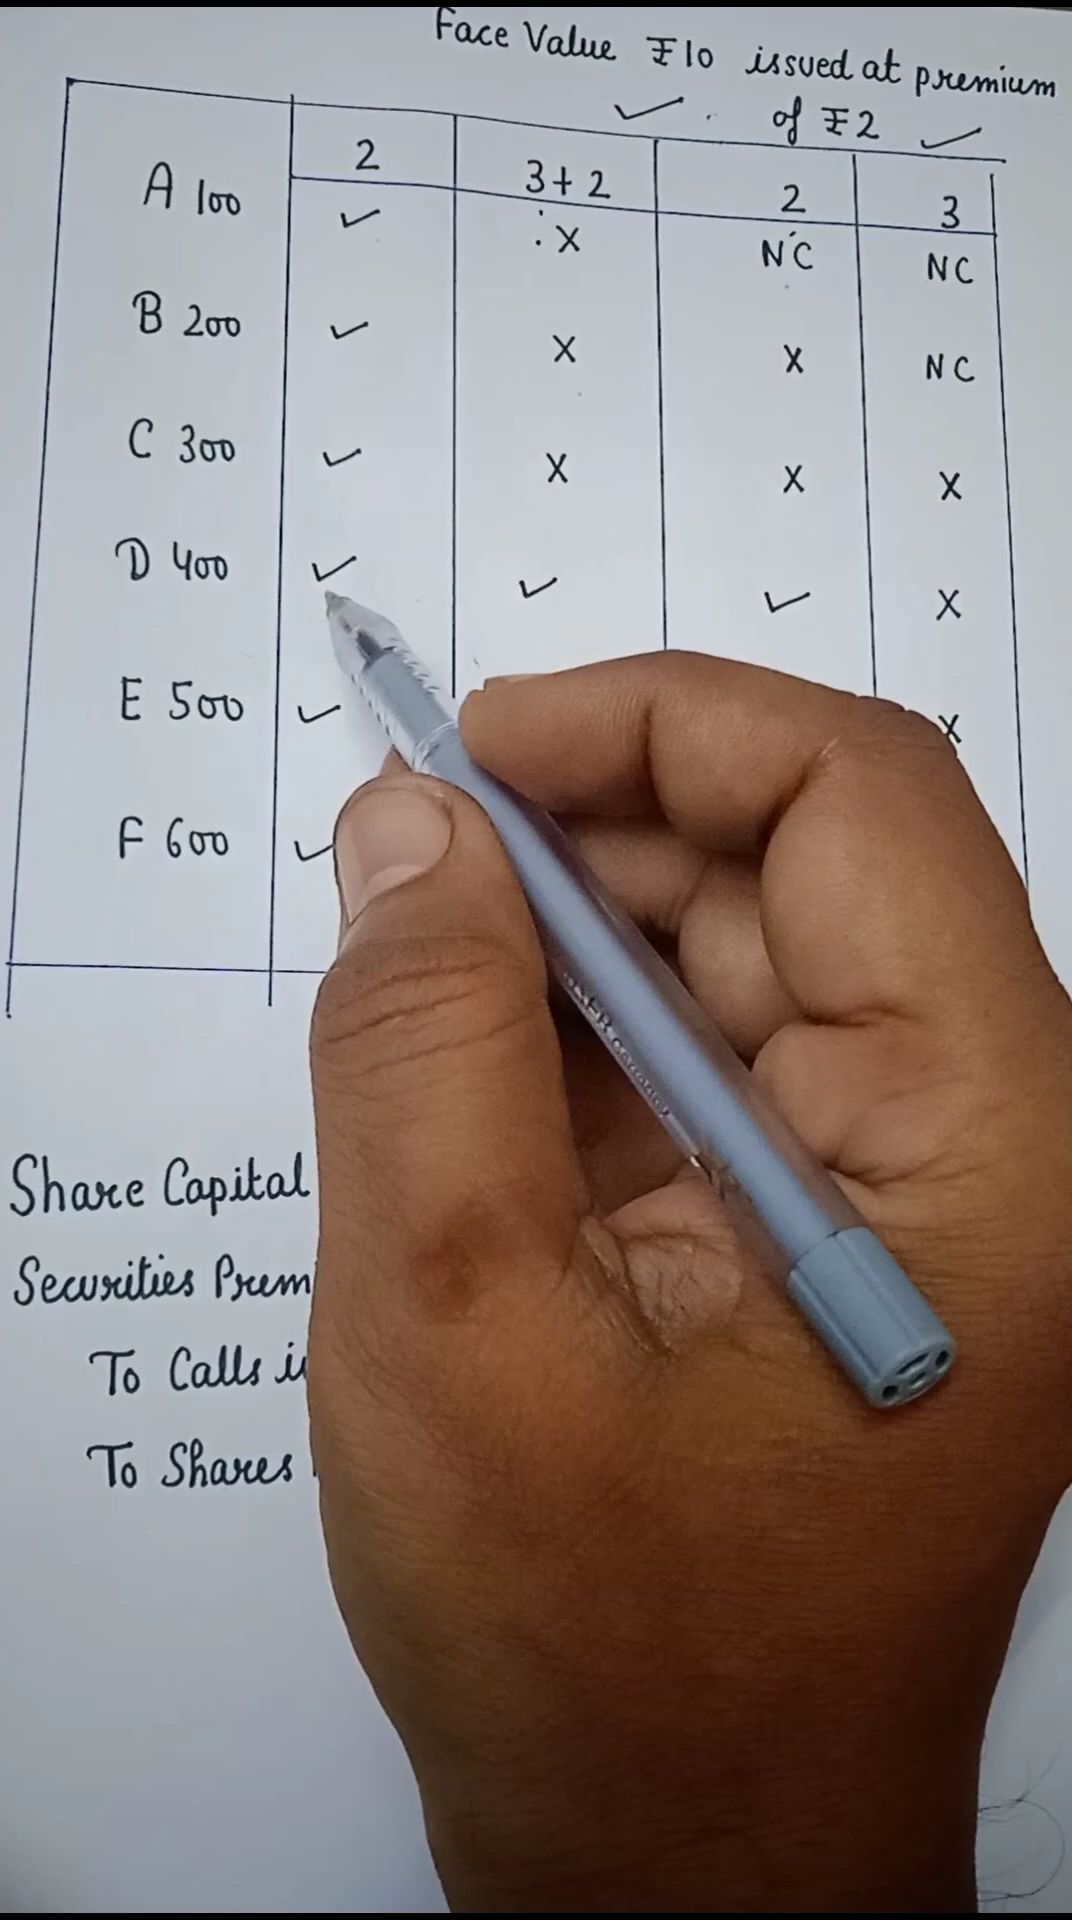 Face Value ₹10 issued at premium
of ₹2
2 3+2 2 3
A 100 ✓ X NC NC
B 200 ✓ X X NC
C 300 ✓ X X X
D 400 ✓ ✓ ✓ X
E 500 ✓ X
F 600 ✓
Share Capital
Securities Prem
To Calls i
To Shares